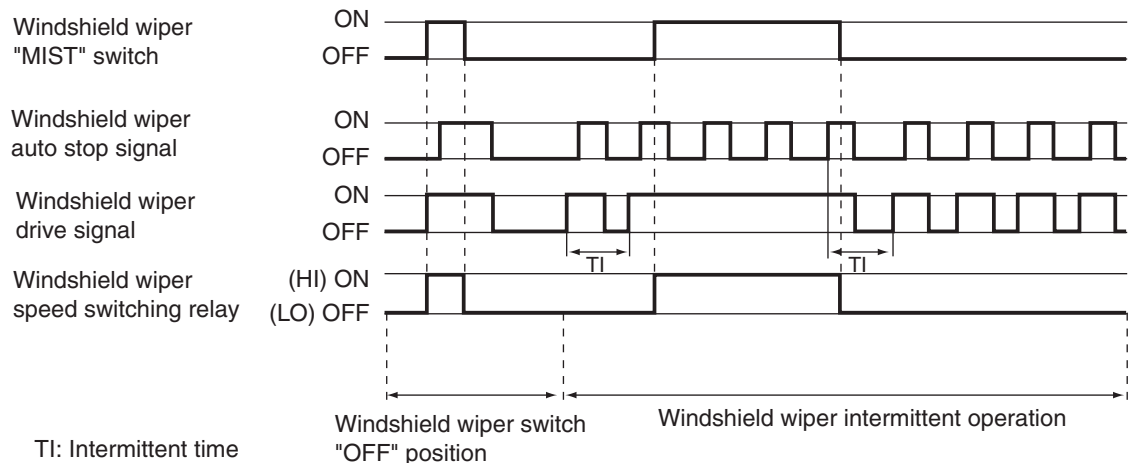 Windshield wiper
"MIST" switch
ON
OFF
Windshield wiper
auto stop signal
ON
OFF
Windshield wiper
drive signal
ON
OFF
TI
TI
Windshield wiper
speed switching relay
(HI) ON
(LO) OFF
Windshield wiper switch
"OFF" position
Windshield wiper intermittent operation
TI: Intermittent time